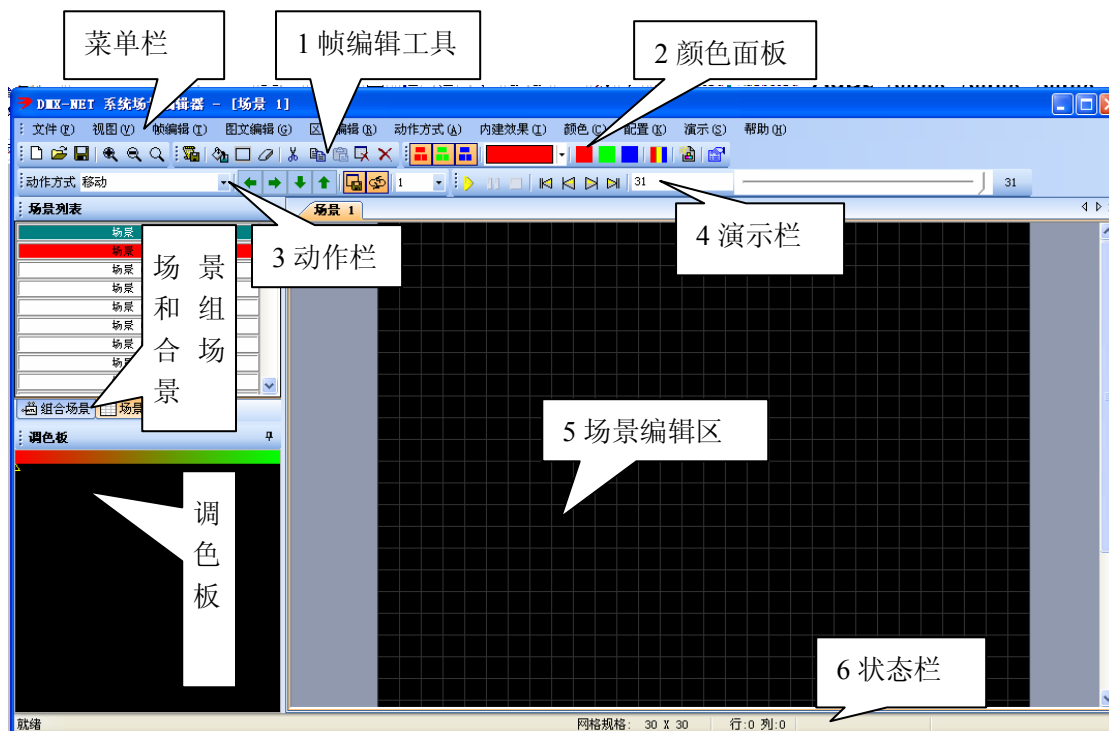 菜单栏
1 帧编辑工具
2 颜色面板
DMX-NET 系统场 编辑器 - [场景 1]
文件(F) 视图(V) 帧编辑(T) 图文编辑(G) 区 编辑(R) 动作方式(A) 内建效果(I) 颜色(C) 配置(K) 演示(S) 帮助(H)
动作方式 移动 1 31 31
场景列表
场景 1
3 动作栏
4 演示栏
场景
场景
场景
场景
场景
场景
场景
场景和组合场景
组合场景 场景
调色板
5 场景编辑区
调色板
6 状态栏
就绪 网格规格: 30 X 30 行:0 列:0